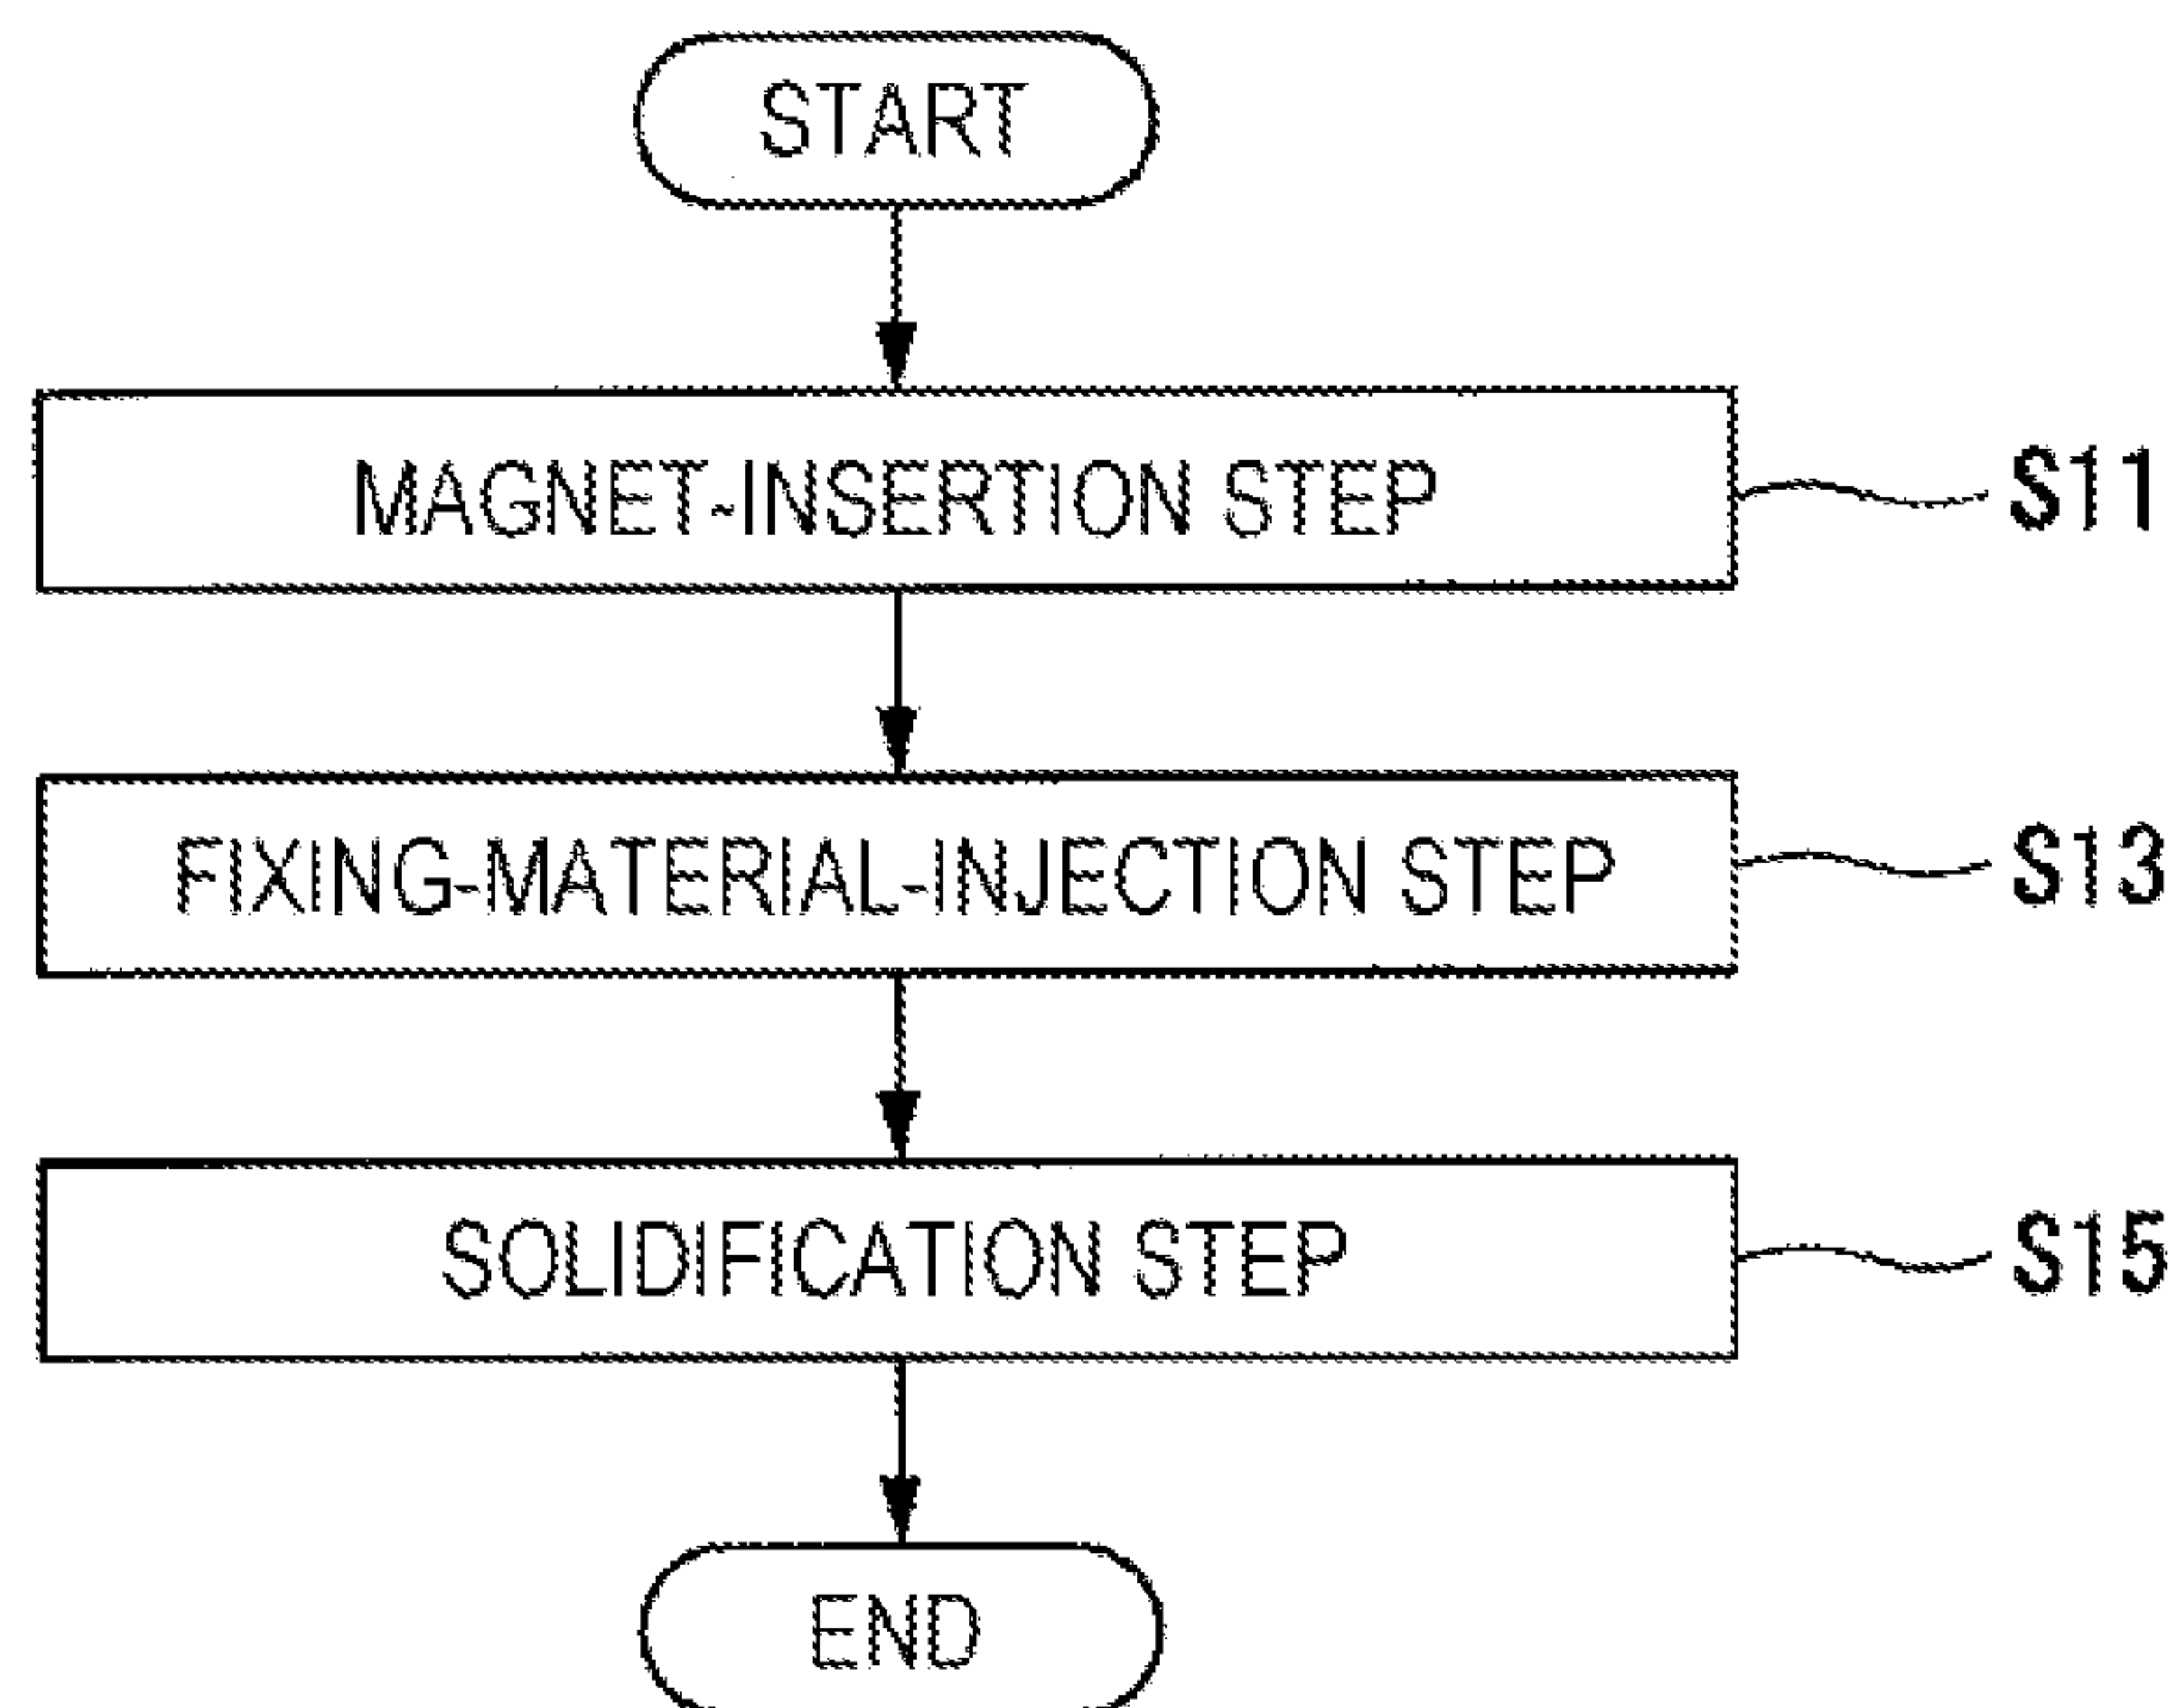 START
MAGNET-INSERTION STEP
S11
FIXING-MATERIAL-INJECTION STEP
S13
SOLIDIFICATION STEP
S15
END